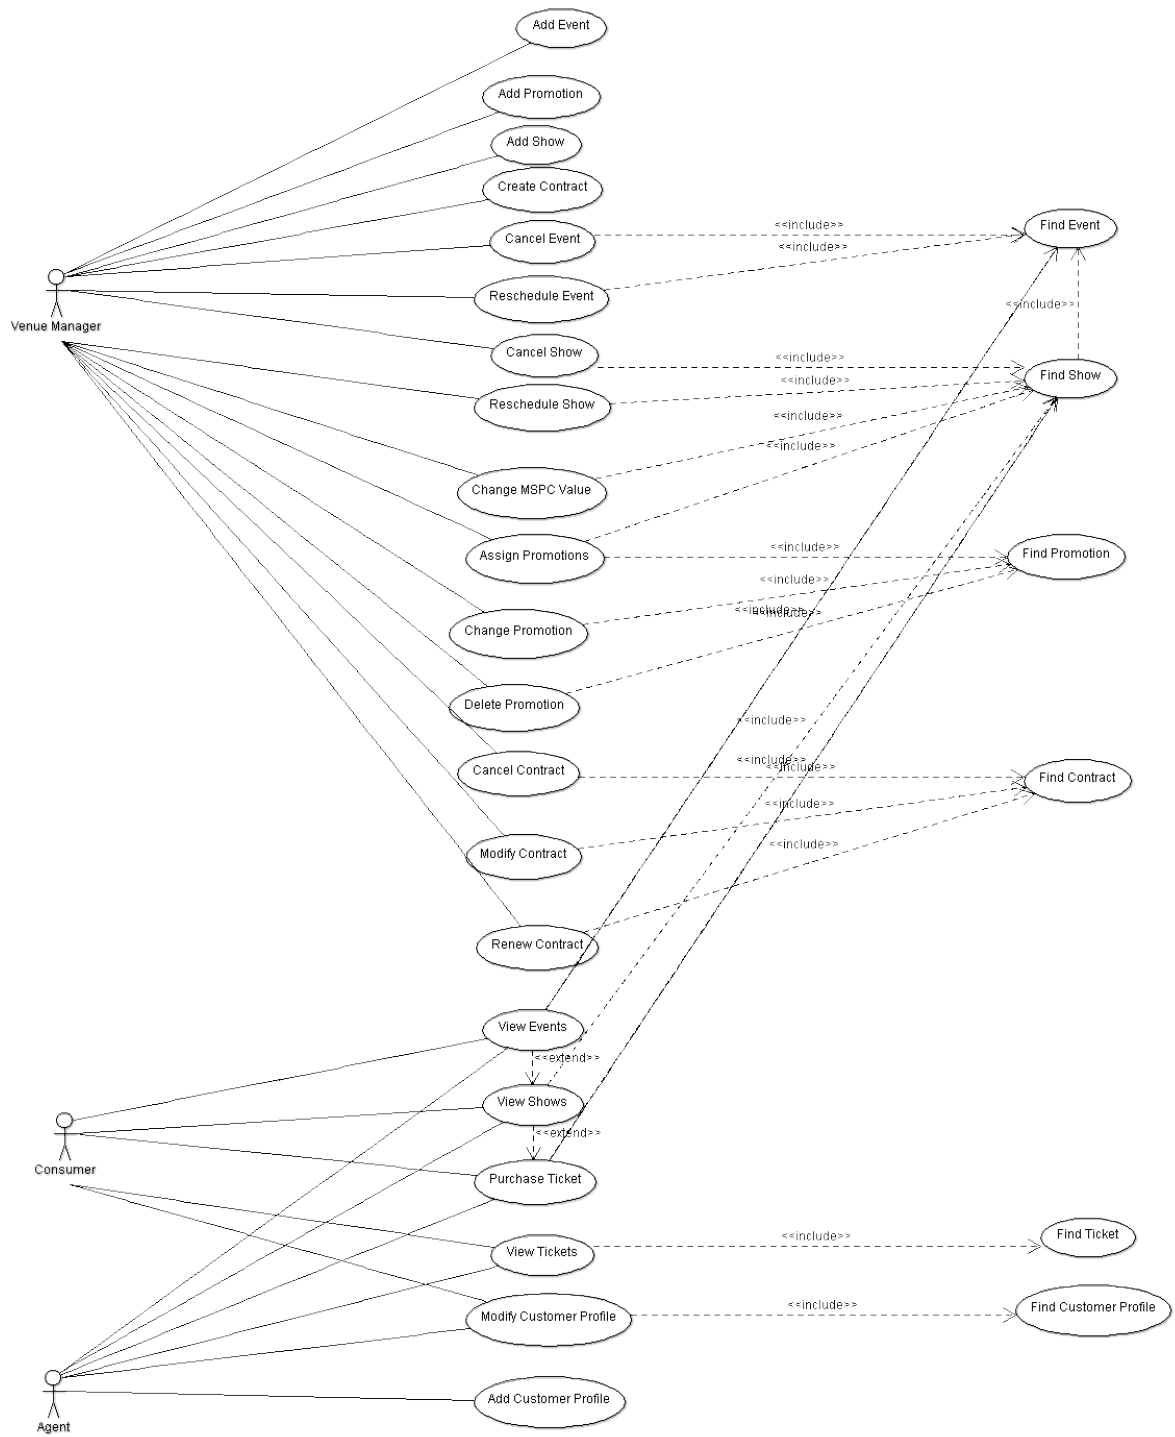 Add Event
Add Promotion
Add Show
Create Contract
<<include>>
Find Event
Cancel Event
<<include>>
Reschedule Event
<<include>>
Venue Manager
Cancel Show
<<include>>
Find Show
<<include>>
Reschedule Show
<<include>>
<<include>>
Change MSPC Value
<<include>>
Find Promotion
Assign Promotions
<<include>>
<<include>>
<<include>>
Change Promotion
Delete Promotion
<<include>>
<<include>>
<<include>>
Cancel Contract
Find Contract
<<include>>
<<include>>
Modify Contract
Renew Contract
View Events
<<extend>>
View Shows
<<extend>>
Consumer
Purchase Ticket
<<include>>
Find Ticket
View Tickets
<<include>>
Find Customer Profile
Modify Customer Profile
Add Customer Profile
Agent